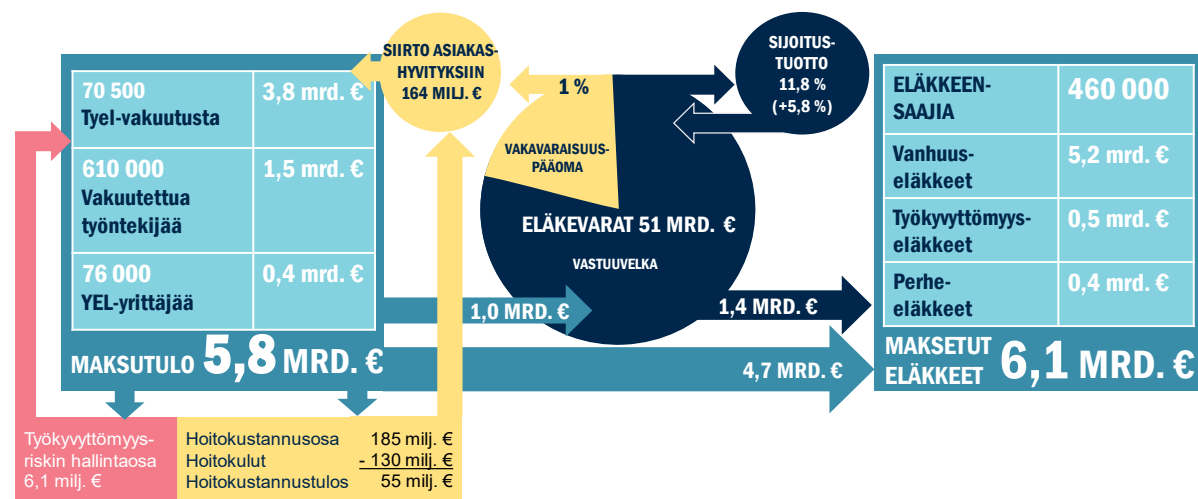 70 500
Tyel-vakuutusta
3,8 mrd. €
610 000
Vakuutettua
työntekijää
1,5 mrd. €
76 000
YEL-yrittäjää
0,4 mrd. €
MAKSUTULO 5,8 MRD. €
SIIRTO ASIAKAS-
HYVITYKSIIN
164 MILJ. €
1 %
SIJOITUS-
TUOTTO
11,8 %
(+5,8 %)
VAKAVARAISUUS-
PÄÄOMA
ELÄKEVARAT 51 MRD. €
VASTUUVELKA
1,0 MRD. €
1,4 MRD. €
4,7 MRD. €
ELÄKKEEN-
SAAJIA
460 000
Vanhuus-
eläkkeet
5,2 mrd. €
Työkyvyttömyys-
eläkkeet
0,5 mrd. €
Perhe-
eläkkeet
0,4 mrd. €
MAKSETUT
ELÄKKEET 6,1 MRD. €
Työkyvyttömyys-
riskin hallintaosa
6,1 milj. €
Hoitokustannusosa 185 milj. €
Hoitokulut - 130 milj. €
Hoitokustannustulos 55 milj. €